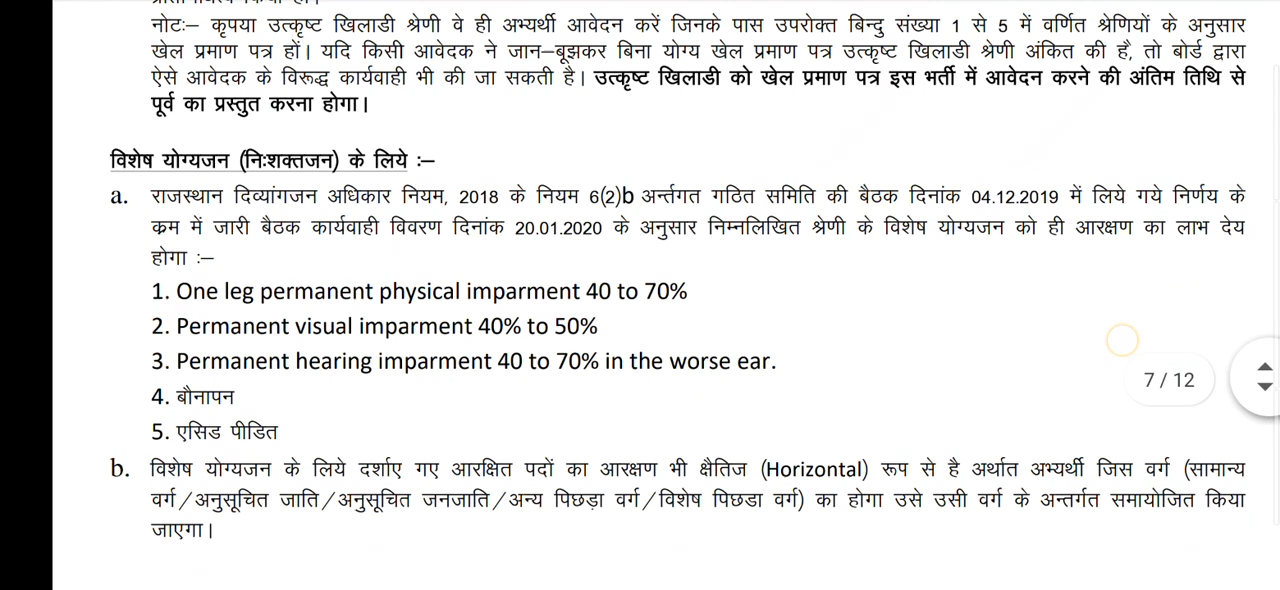 नोटः– कृपया उत्कृष्ट खिलाडी श्रेणी वे ही अभ्यर्थी आवेदन करें जिनके पास उपरोक्त बिन्दु संख्या 1 से 5 में वर्णित श्रेणियों के अनुसार
खेल प्रमाण पत्र हों। यदि किसी आवेदक ने जान–बूझकर बिना योग्य खेल प्रमाण पत्र उत्कृष्ट खिलाडी श्रेणी अंकित की है, तो बोर्ड द्वारा
ऐसे आवेदक के विरूद्ध कार्यवाही भी की जा सकती है। उत्कृष्ट खिलाडी को खेल प्रमाण पत्र इस भर्ती में आवेदन करने की अंतिम तिथि से
पूर्व का प्रस्तुत करना होगा।
विशेष योग्यजन (निःशक्तजन) के लिये :–
a. राजस्थान दिव्यांगजन अधिकार नियम, 2018 के नियम 6(2)b अर्न्तगत गठित समिति की बैठक दिनांक 04.12.2019 में लिये गये निर्णय के
क्रम में जारी बैठक कार्यवाही विवरण दिनांक 20.01.2020 के अनुसार निम्नलिखित श्रेणी के विशेष योग्यजन को ही आरक्षण का लाभ देय
होगा :–
1. One leg permanent physical imparment 40 to 70%
2. Permanent visual imparment 40% to 50%
3. Permanent hearing imparment 40 to 70% in the worse ear.
7 / 12
4. बौनापन
5. एसिड पीडित
b. विशेष योग्यजन के लिये दर्शाए गए आरक्षित पदों का आरक्षण भी क्षैतिज (Horizontal) रूप से है अर्थात अभ्यर्थी जिस वर्ग (सामान्य
वर्ग/अनुसूचित जाति/अनुसूचित जनजाति/अन्य पिछड़ा वर्ग/विशेष पिछडा वर्ग) का होगा उसे उसी वर्ग के अन्तर्गत समायोजित किया
जाएगा।